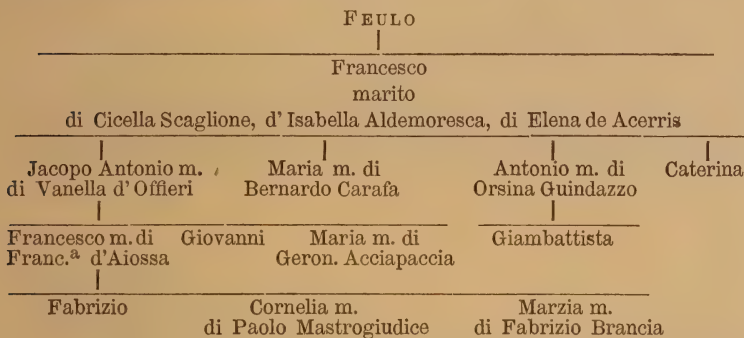 FEULO
Francesco
marito
di Cicella Scaglione, d' Isabella Aldemoresca, di Elena de Acerris
Jacopo Antonio m. Maria m. di Antonio m. di Caterina
di Vanella d' Offieri Bernardo Carafa Orsina Guindazzo
Francesco m. di Giovanni Maria m. di Giambattista
Franc.ª d'Aiossa Geron. Acciapaccia
Fabrizio Cornelia m. Marzia m.
di Paolo Mastrogiudice di Fabrizio Brancia